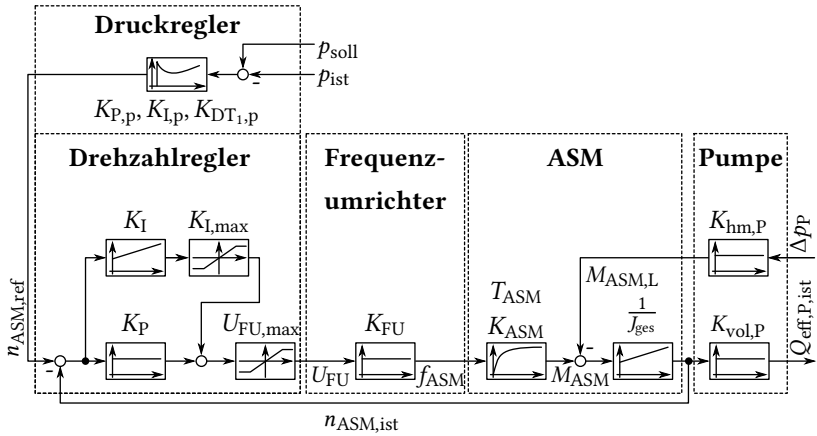 Druckregler
p_soll
p_ist
-
K_P,p, K_I,p, K_DT₁,p
Drehzahlregler
Frequenz-
umrichter
ASM
Pumpe
K_I
K_I,max
K_hm,P
Δp_P
M_ASM,L
n_ASM,ref
K_P
U_FU,max
K_FU
T_ASM
K_ASM
1
J_ges
K_vol,P
Q_eff,P,ist
-
-
U_FU
f_ASM
M_ASM
n_ASM,ist